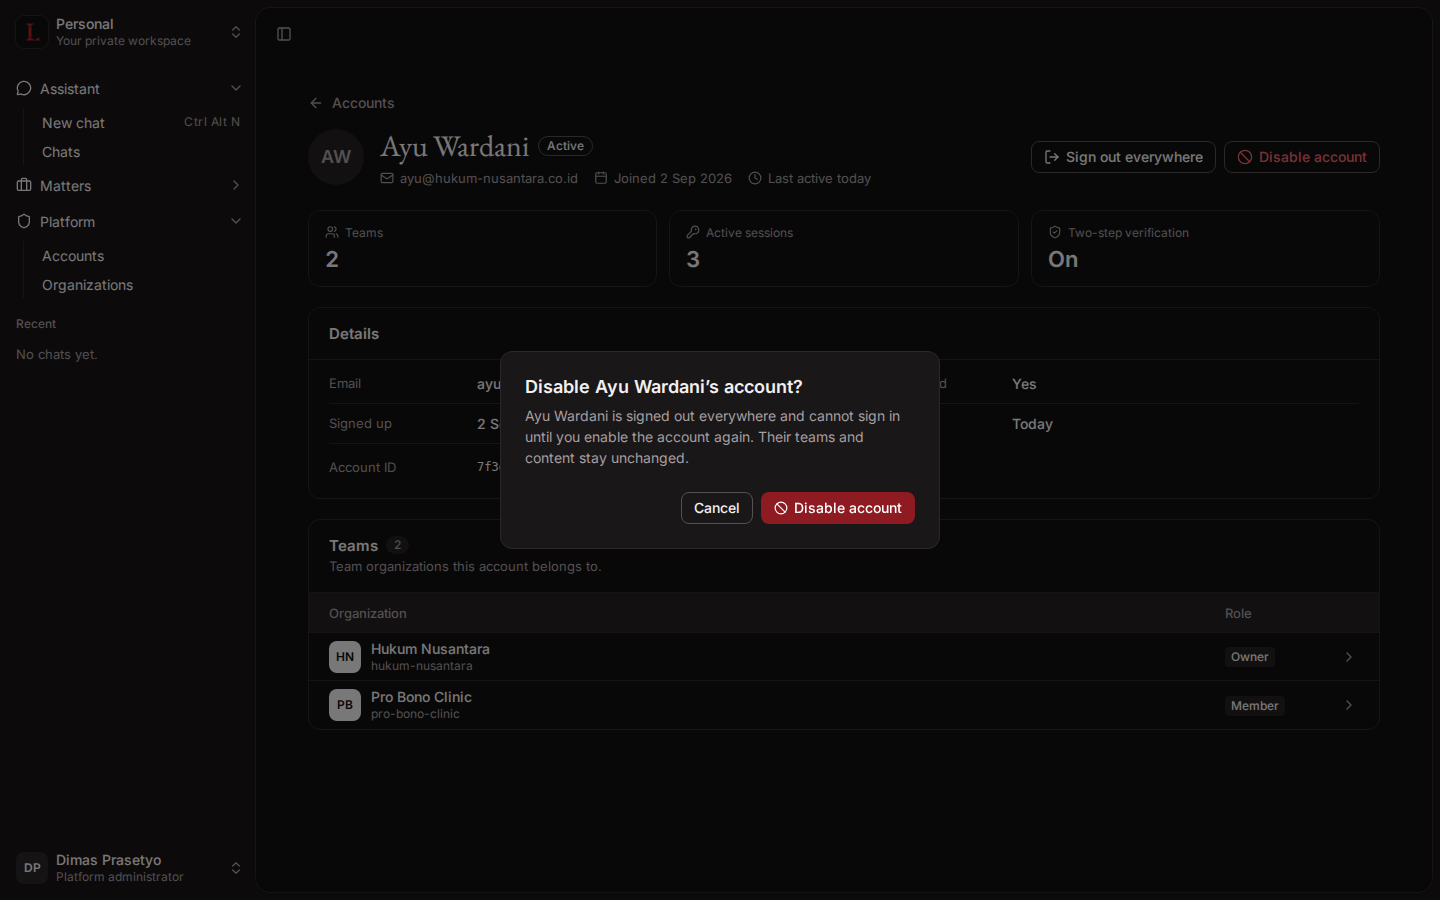 L
Personal
Your private workspace
Assistant
New chat Ctrl Alt N
Chats
Matters
Platform
Accounts
Organizations
Recent
No chats yet.
DP
Dimas Prasetyo
Platform administrator
Accounts
AW
Ayu Wardani Active
ayu@hukum-nusantara.co.id Joined 2 Sep 2026 Last active today
Sign out everywhere Disable account
Teams
2
Active sessions
3
Two-step verification
On
Details
Email
Yes
Signed up
Today
Account ID
Disable Ayu Wardani’s account?
Ayu Wardani is signed out everywhere and cannot sign in
until you enable the account again. Their teams and
content stay unchanged.
Cancel Disable account
Teams 2
Team organizations this account belongs to.
Organization Role
HN Hukum Nusantara Owner
hukum-nusantara
PB Pro Bono Clinic Member
pro-bono-clinic